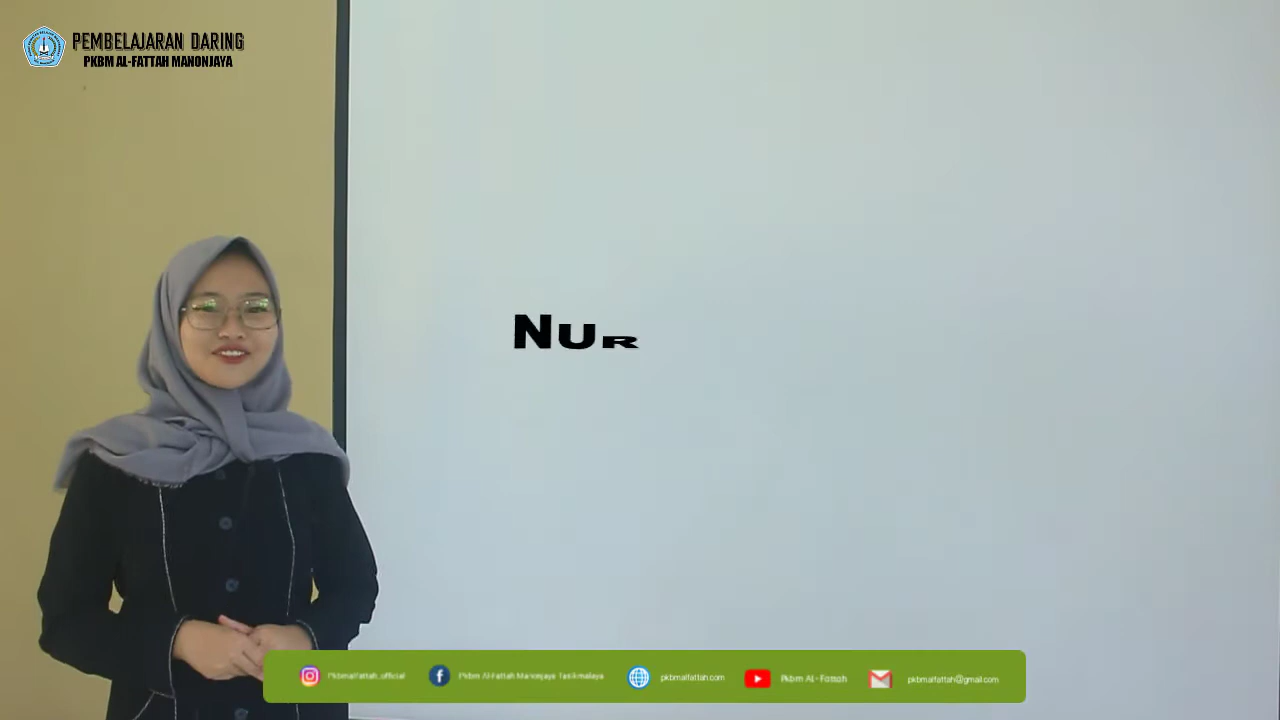 PEMBELAJARAN DARING
PKBM AL-FATTAH MANONJAYA
NUR
Pkbmalfattah_official
Pkbm Al-Fattah Manonjaya Tasikmalaya
pkbmalfattah.com
Pkbm AL-Fattah
pkbmalfattah@gmail.com